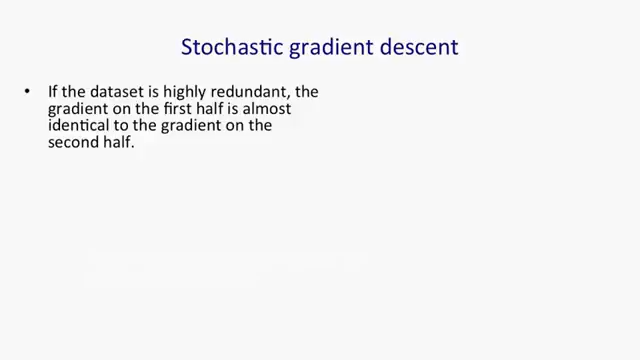 Stochastic gradient descent
• If the dataset is highly redundant, the
gradient on the first half is almost
identical to the gradient on the
second half.